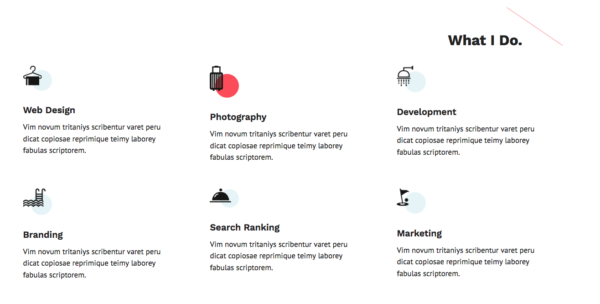 What I Do.
Web Design
Vim novum tritaniys scribentur varet peru
dicat copiosae reprimique teimy laborey
fabulas scriptorem.
Photography
Vim novum tritaniys scribentur varet peru
dicat copiosae reprimique teimy laborey
fabulas scriptorem.
Development
Vim novum tritaniys scribentur varet peru
dicat copiosae reprimique teimy laborey
fabulas scriptorem.
Branding
Vim novum tritaniys scribentur varet peru
dicat copiosae reprimique teimy laborey
fabulas scriptorem.
Search Ranking
Vim novum tritaniys scribentur varet peru
dicat copiosae reprimique teimy laborey
fabulas scriptorem.
Marketing
Vim novum tritaniys scribentur varet peru
dicat copiosae reprimique teimy laborey
fabulas scriptorem.